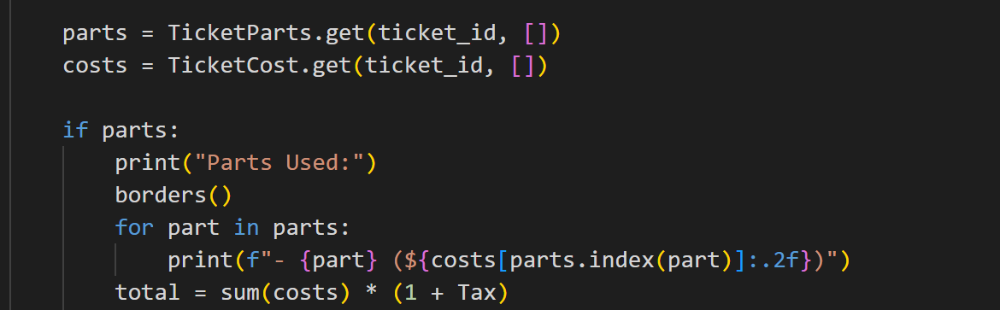 parts = TicketParts.get(ticket_id, [])
costs = TicketCost.get(ticket_id, [])

if parts:
    print("Parts Used:")
    borders()
    for part in parts:
        print(f"- {part} (${costs[parts.index(part)]:.2f})")
    total = sum(costs) * (1 + Tax)